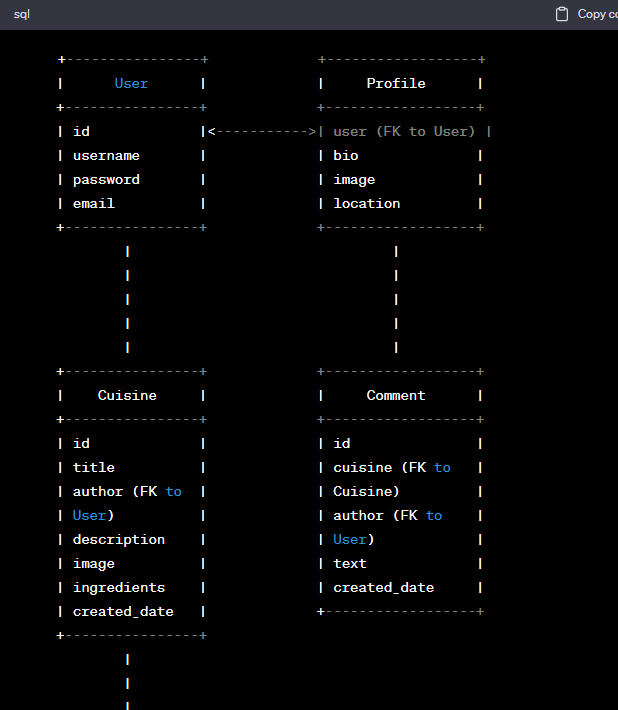 sql
Copy co
+----------------+ +------------------+
| User | | Profile |
+----------------+ +------------------+
| id |<----------->| user (FK to User) |
| username | | bio |
| password | | image |
| email | | location |
+----------------+ +------------------+
| |
| |
| |
| |
| |
+----------------+ +------------------+
| Cuisine | | Comment |
+----------------+ +------------------+
| id | | id |
| title | | cuisine (FK to |
| author (FK to | | Cuisine) |
| User) | | author (FK to |
| description | | User) |
| image | | text |
| ingredients | | created_date |
| created_date | +------------------+
+----------------+
|
|
|